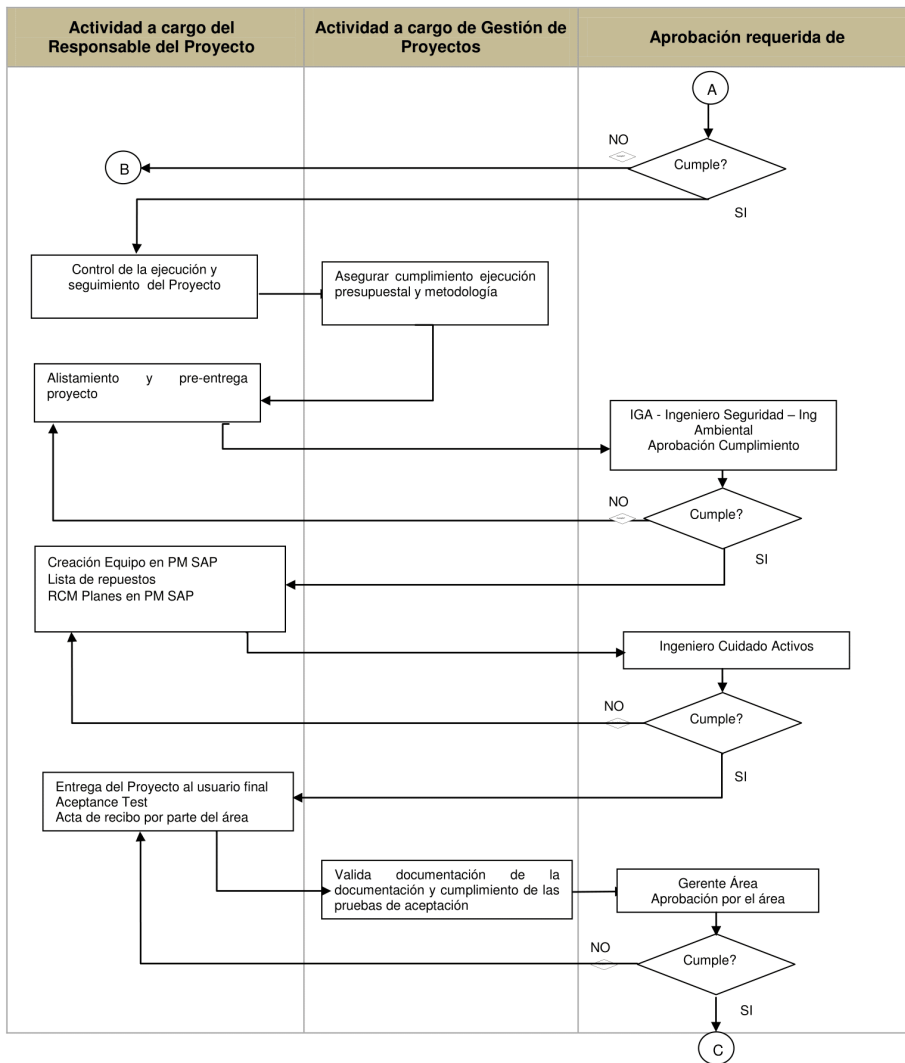 Actividad a cargo del
Responsable del Proyecto
Actividad a cargo de Gestión de
Proyectos
Aprobación requerida de
A
NO
Cumple?
B
SI
Control de la ejecución y
seguimiento del Proyecto
Asegurar cumplimiento ejecución
presupuestal y metodología
Alistamiento y pre-entrega
proyecto
IGA - Ingeniero Seguridad – Ing
Ambiental
Aprobación Cumplimiento
NO
Cumple?
SI
Creación Equipo en PM SAP
Lista de repuestos
RCM Planes en PM SAP
Ingeniero Cuidado Activos
NO
Cumple?
SI
Entrega del Proyecto al usuario final
Aceptance Test
Acta de recibo por parte del área
Valida documentación de la
documentación y cumplimiento de las
pruebas de aceptación
Gerente Área
Aprobación por el área
NO
Cumple?
SI
C